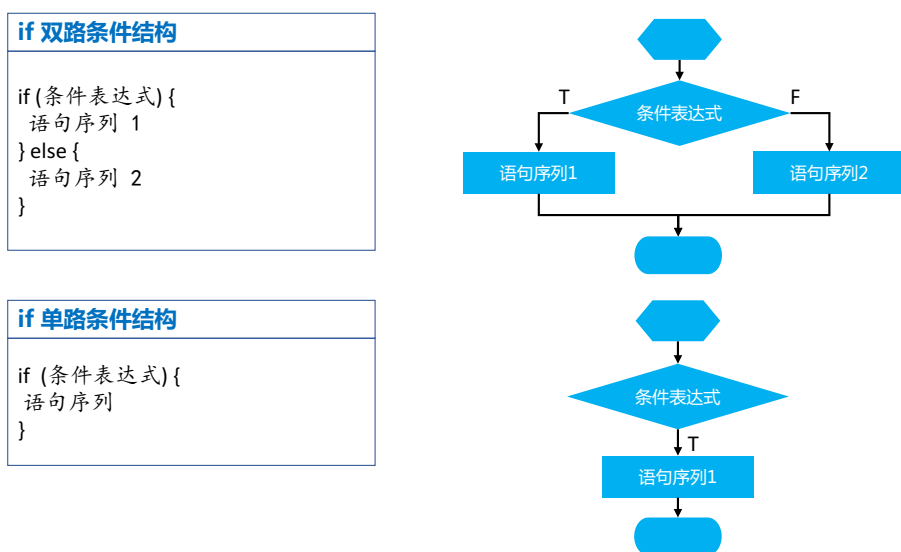 if 双路条件结构
if (条件表达式) {
语句序列 1
} else {
语句序列 2
}
T
条件表达式
F
语句序列1
语句序列2
if 单路条件结构
if (条件表达式) {
语句序列
}
条件表达式
T
语句序列1